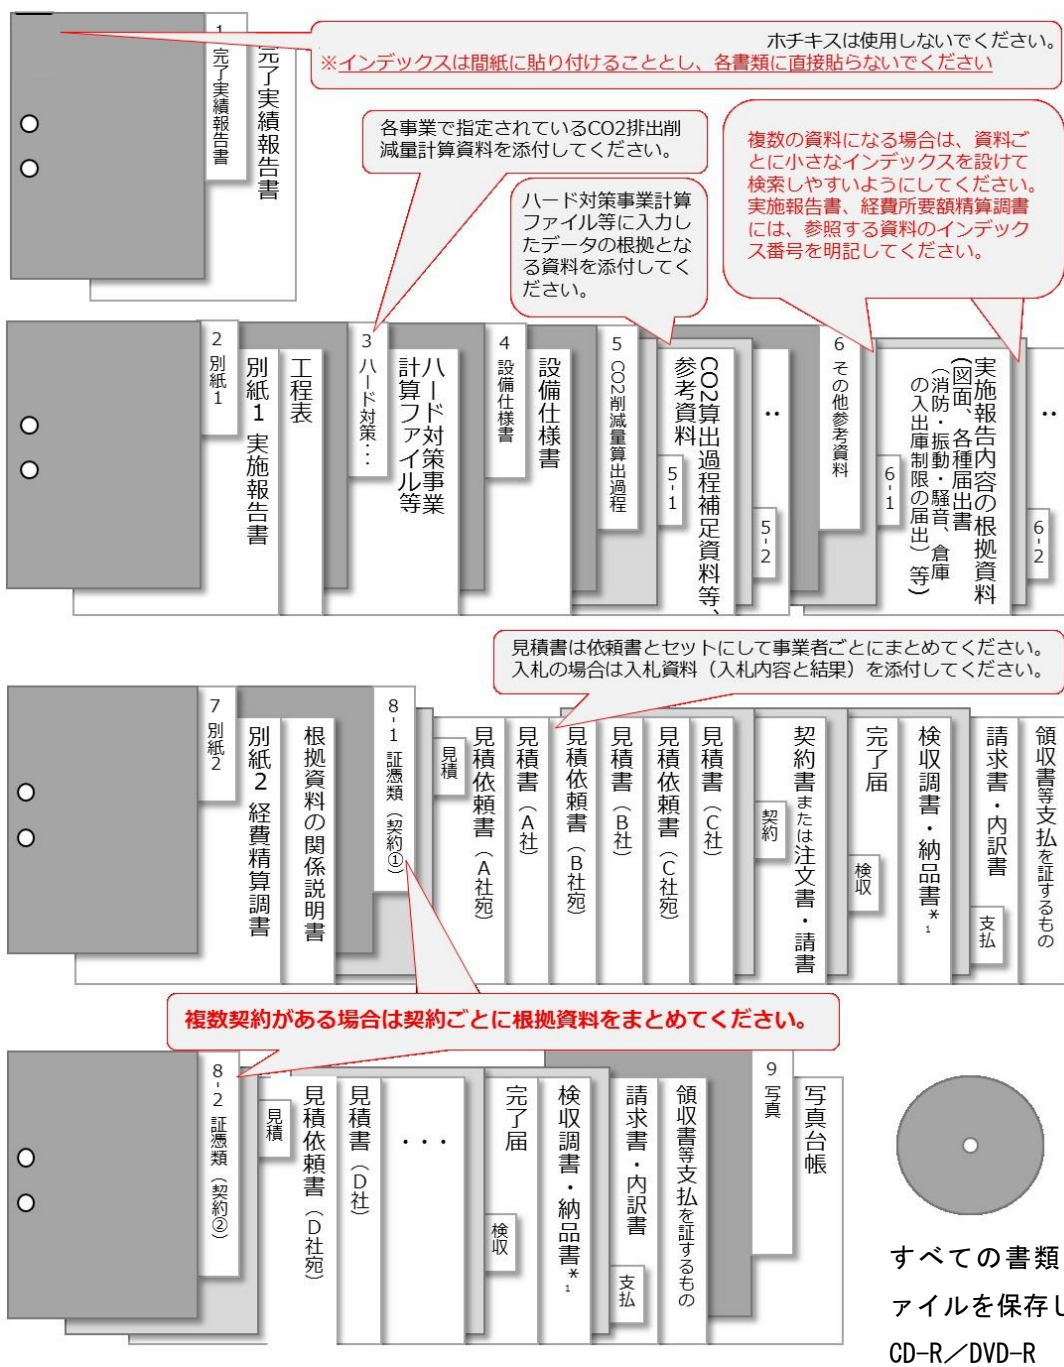 ホチキスは使用しないでください。
※インデックスは間紙に貼り付けることとし、各書類に直接貼らないでください
1 完了実績報告書
完了実績報告書
各事業で指定されているCO2排出削
減量計算資料を添付してください。
ハード対策事業計算
ファイル等に入力し
たデータの根拠とな
る資料を添付してく
ださい。
複数の資料になる場合は、資料ご
とに小さなインデックスを設けて
検索しやすいようにしてください。
実施報告書、経費所要額精算調書
には、参照する資料のインデック
ス番号を明記してください。
2 別紙1
別紙1 実施報告書
工程表
3 ハード対策・・・
ハード対策事業
計算ファイル等
4 設備仕様書
設備仕様書
5 CO2削減量算出過程
5-1
CO2算出過程補足資料等、
参考資料
5-2
：
6 その他参考資料
6-1
実施報告内容の根拠資料
(図面、各種届出書
（消防・振動・騒音、倉庫
の入出庫制限の届出）等)
6-2
：
見積書は依頼書とセットにして事業者ごとにまとめてください。
入札の場合は入札資料（入札内容と結果）を添付してください。
7 別紙2
別紙2 経費精算調書
根拠資料の関係説明書
8-1 証憑類（契約①）
見積
見積依頼書（A社宛）
見積書（A社）
見積依頼書（B社宛）
見積書（B社）
見積依頼書（C社宛）
見積書（C社）
契約
契約書または注文書・請書
完了届
検収
検収調書・納品書*1
請求書・内訳書
支払
領収書等支払を証するもの
複数契約がある場合は契約ごとに根拠資料をまとめてください。
8-2 証憑類（契約②）
見積
見積依頼書（D社宛）
見積書（D社）
・・・
完了届
検収
検収調書・納品書*1
請求書・内訳書
支払
領収書等支払を証するもの
9 写真
写真台帳
すべての書類
ァイルを保存し
CD-R／DVD-R